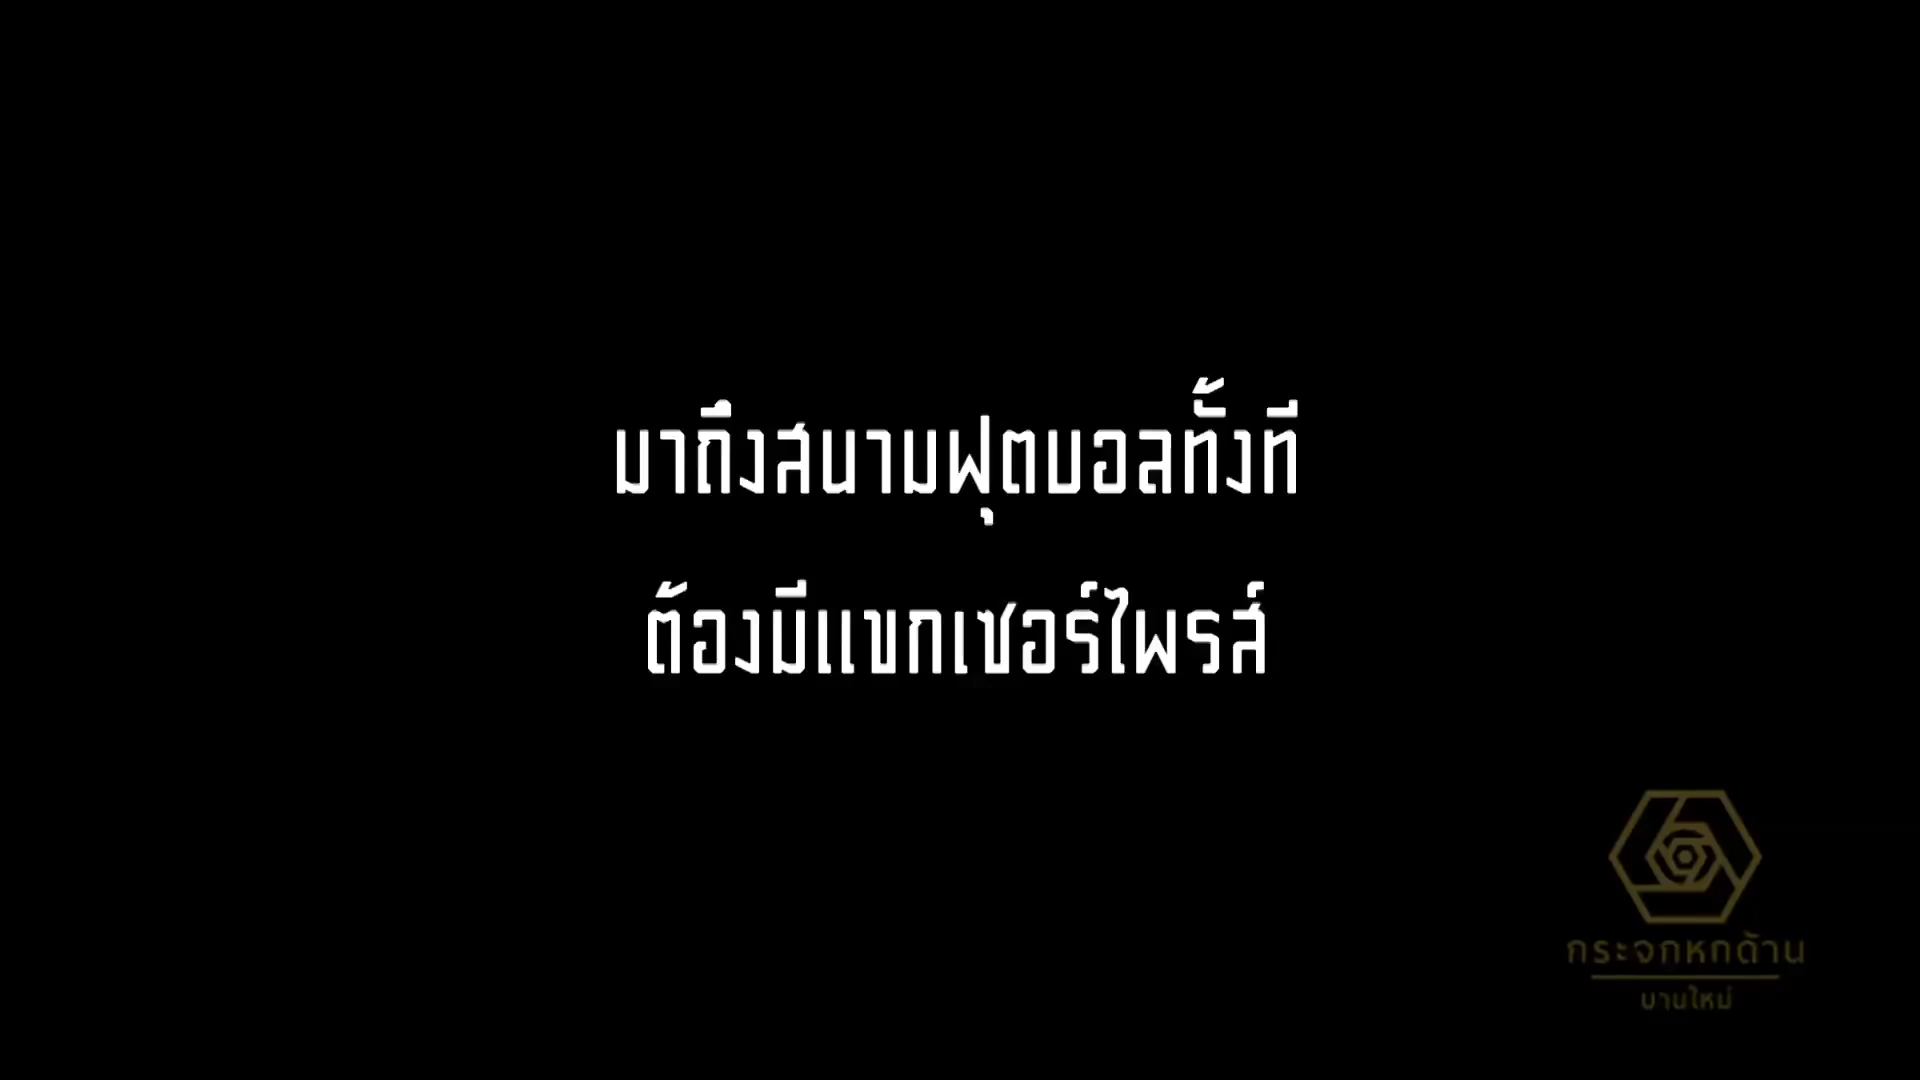 มาถึงสนามฟุตบอลทั้งที
ต้องมีแขกเซอร์ไพรส์
กระจกหกด้าน
บานใหม่